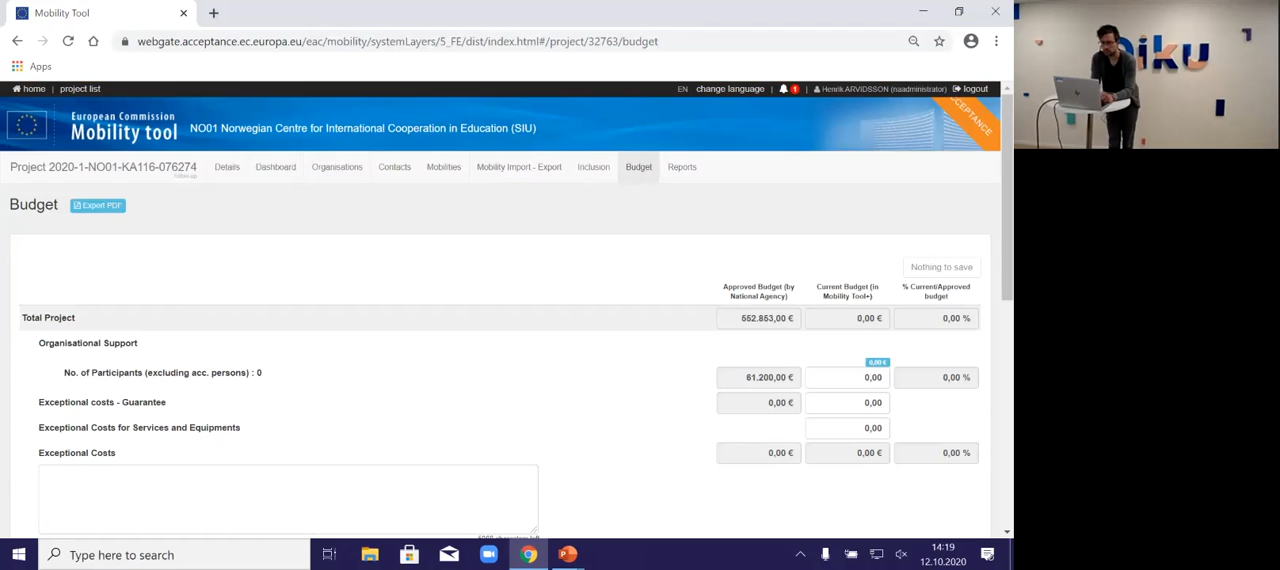 Mobility Tool
webgate.acceptance.ec.europa.eu/eac/mobility/systemLayers/5_FE/dist/index.html#/project/32763/budget
Apps
home | project list
EN change language 1 Henrik ARVIDSSON (naadministrator) logout
European Commission
Mobility tool
NO01 Norwegian Centre for International Cooperation in Education (SIU)
ACCEPTANCE
Project 2020-1-NO01-KA116-076274 Details Dashboard Organisations Contacts Mobilities Mobility Import - Export Inclusion Budget Reports
follow-up
Budget Export PDF
Nothing to save
Approved Budget (by National Agency)
Current Budget (in Mobility Tool+)
% Current/Approved budget
Total Project 552.853,00 € 0,00 € 0,00 %
Organisational Support
0,00 €
No. of Participants (excluding acc. persons) : 0 61.200,00 € 0,00 0,00 %
Exceptional costs - Guarantee 0,00 € 0,00
Exceptional Costs for Services and Equipments 0,00
Exceptional Costs 0,00 € 0,00 € 0,00 %
Type here to search
14:19
12.10.2020
diku